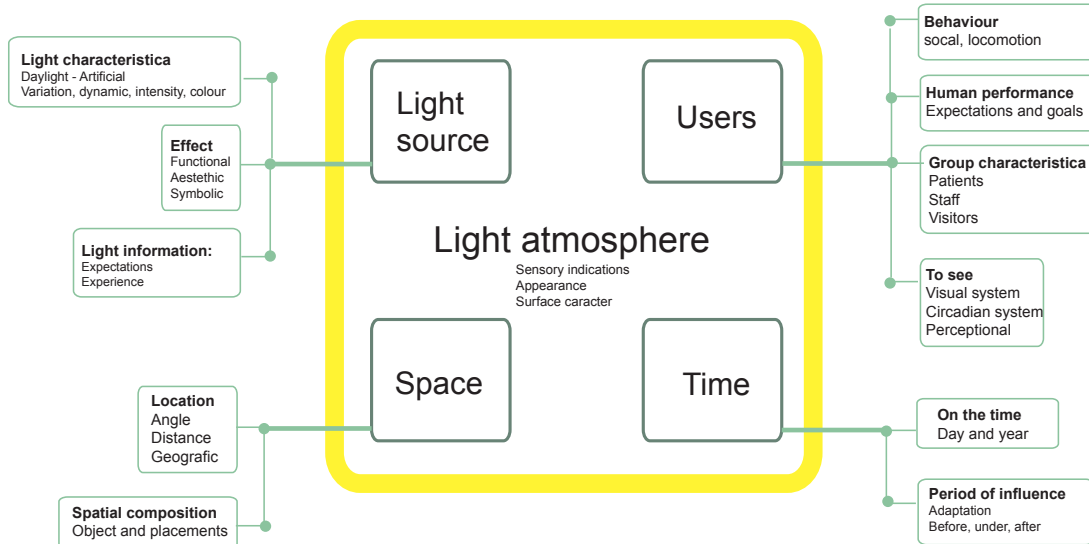 Light characteristica
Daylight - Artificial
Variation, dynamic, intensity, colour
Effect
Functional
Aestethic
Symbolic
Light information:
Expectations
Experience
Light
source
Users
Behaviour
socal, locomotion
Human performance
Expectations and goals
Group characteristica
Patients
Staff
Visitors
To see
Visual system
Circadian system
Perceptional
Light atmosphere
Sensory indications
Appearance
Surface caracter
Space
Time
Location
Angle
Distance
Geografic
Spatial composition
Object and placements
On the time
Day and year
Period of influence
Adaptation
Before, under, after